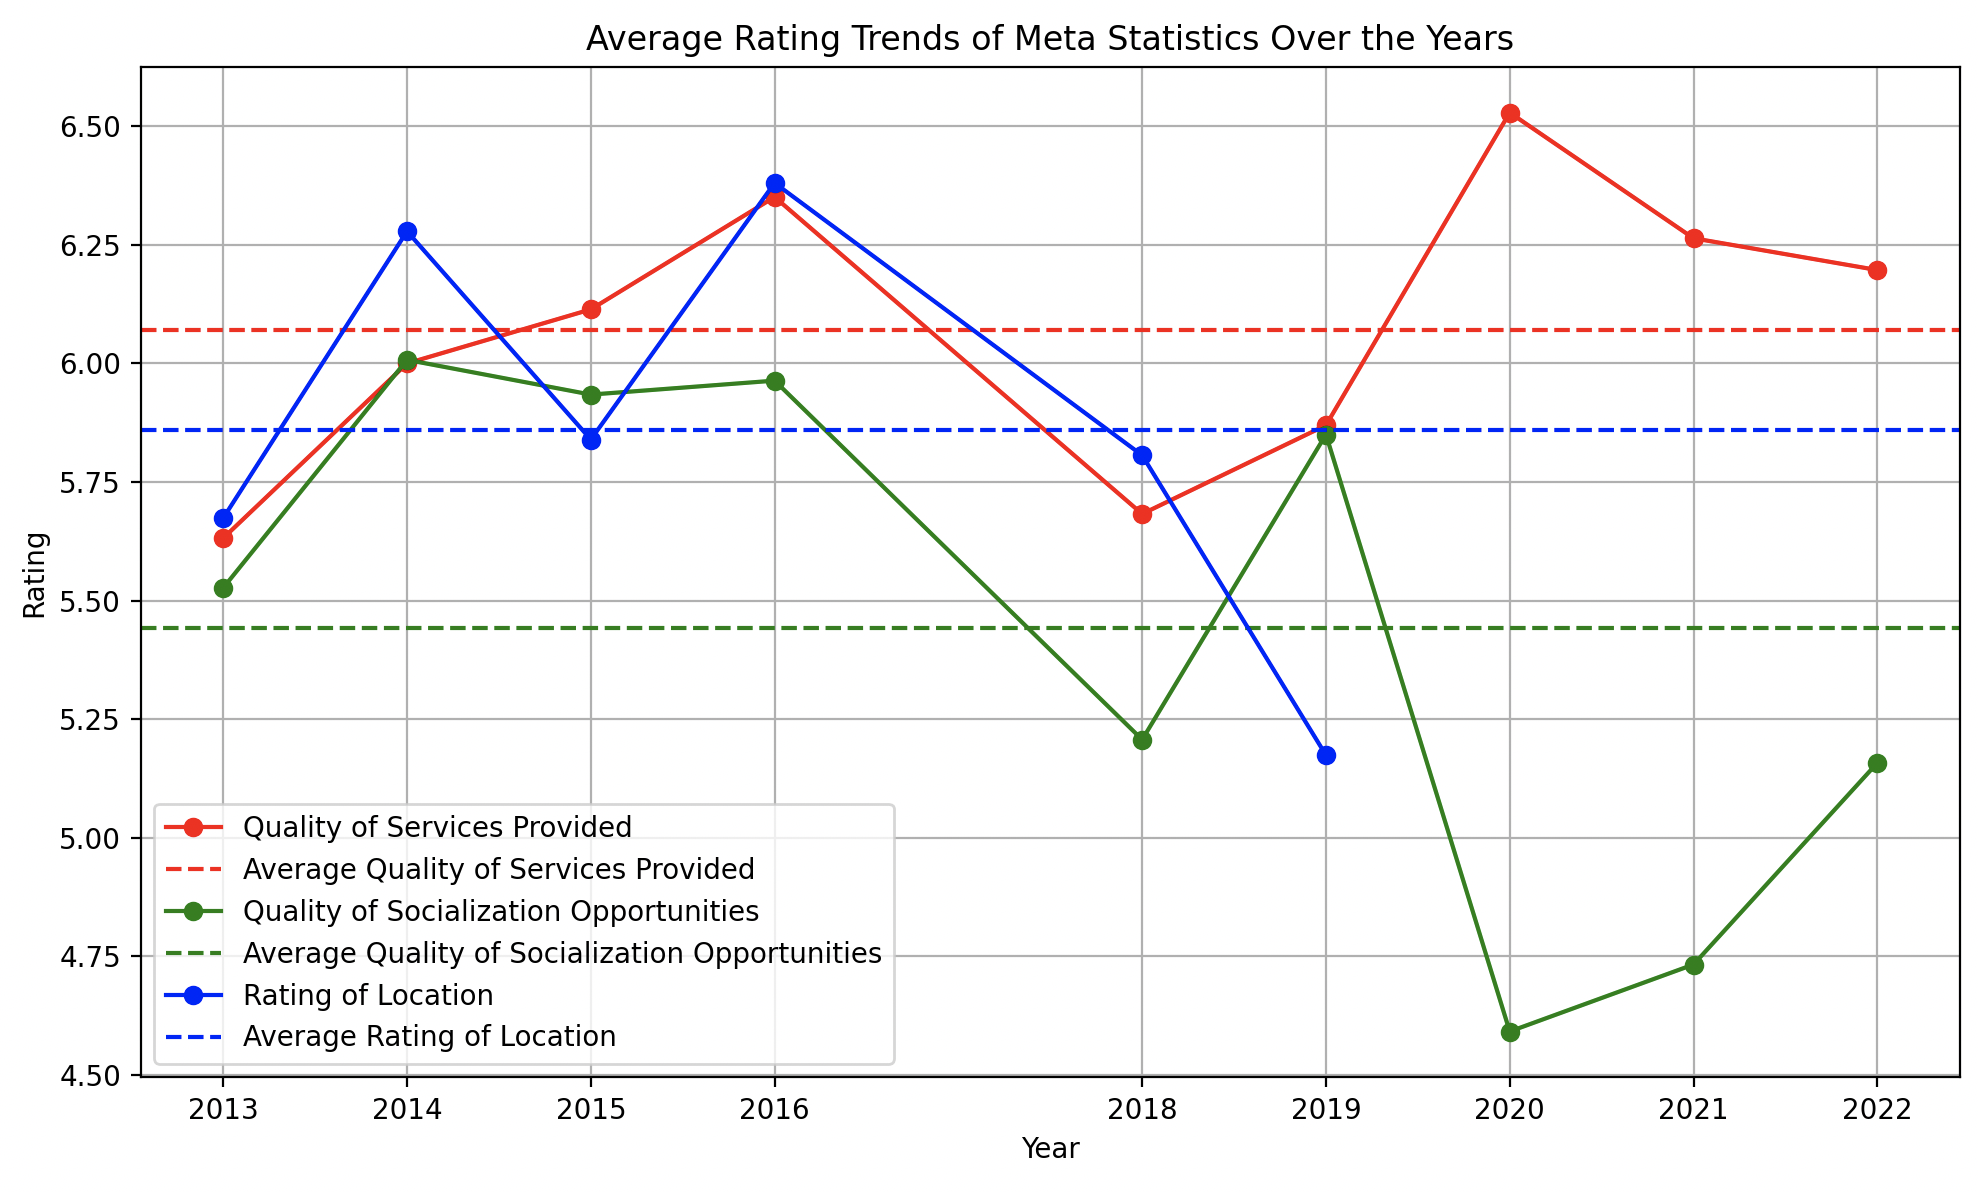 Average Rating Trends of Meta Statistics Over the Years
6.50
6.25
6.00
5.75
5.50
5.25
5.00
4.75
4.50
Rating
Quality of Services Provided
Average Quality of Services Provided
Quality of Socialization Opportunities
Average Quality of Socialization Opportunities
Rating of Location
Average Rating of Location
2013 2014 2015 2016 2018 2019 2020 2021 2022
Year